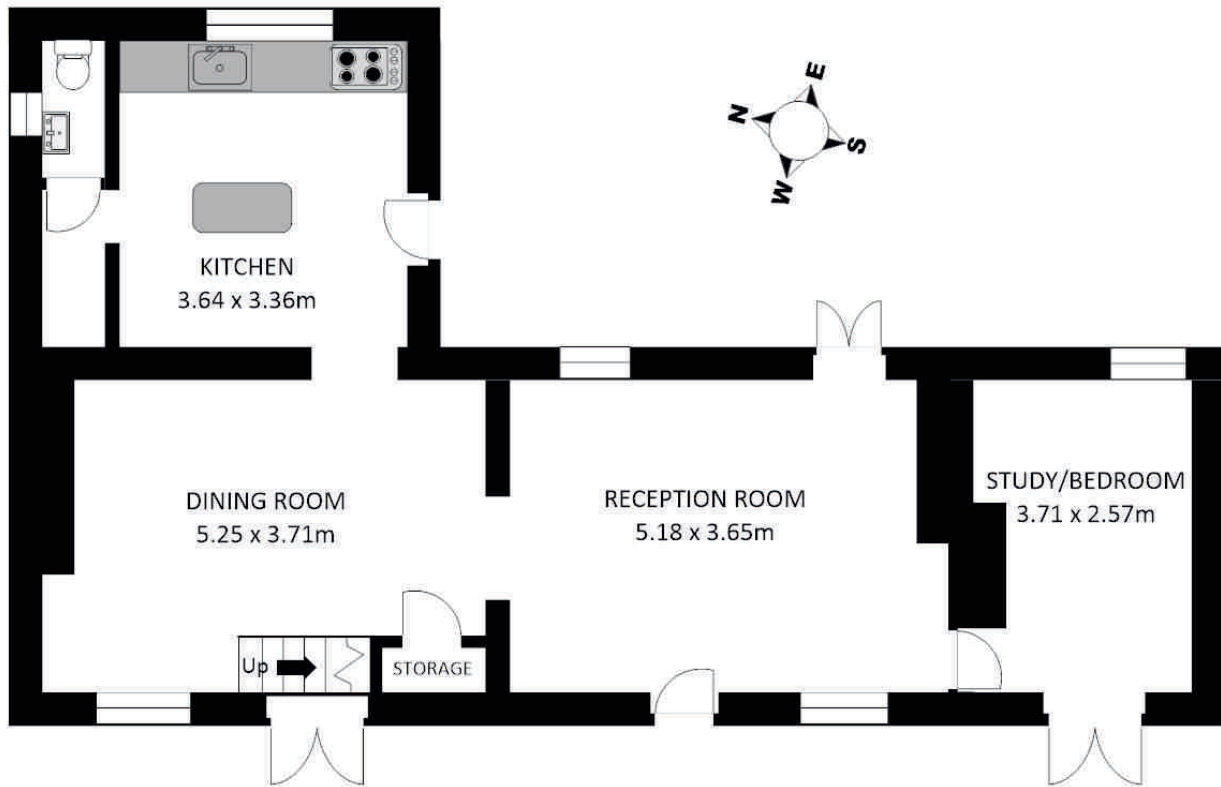 E
N
S
W
KITCHEN
3.64 x 3.36m
DINING ROOM
5.25 x 3.71m
RECEPTION ROOM
5.18 x 3.65m
STUDY/BEDROOM
3.71 x 2.57m
Up
STORAGE